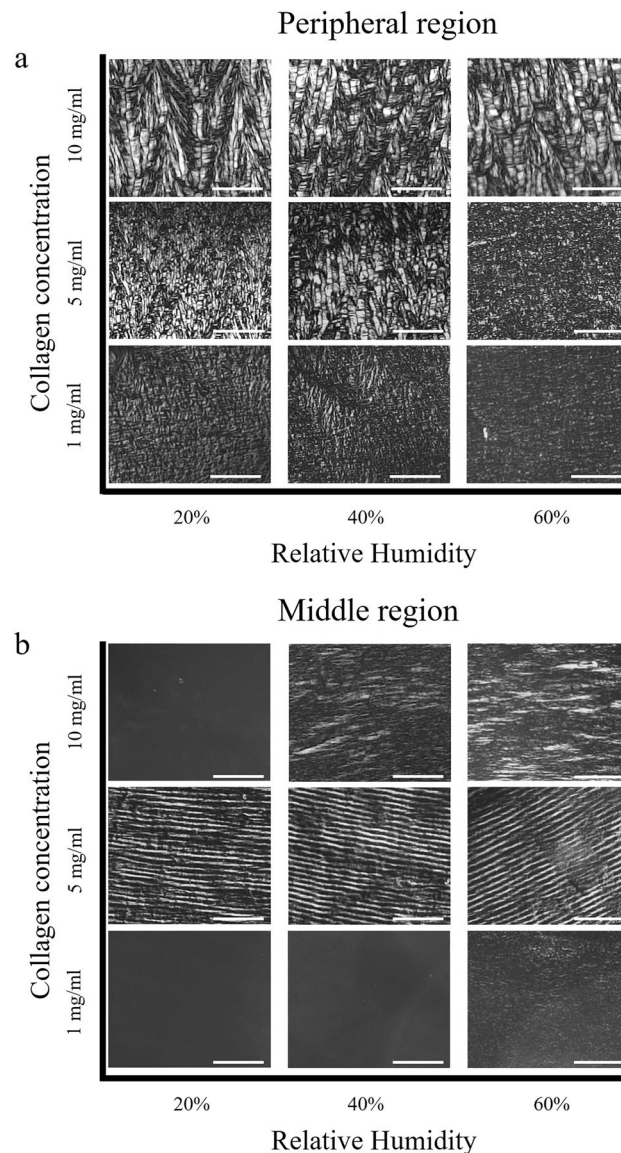 Peripheral region
a
Collagen concentration
10 mg/ml
5 mg/ml
1 mg/ml
20%
40%
60%
Relative Humidity
Middle region
b
Collagen concentration
10 mg/ml
5 mg/ml
1 mg/ml
20%
40%
60%
Relative Humidity